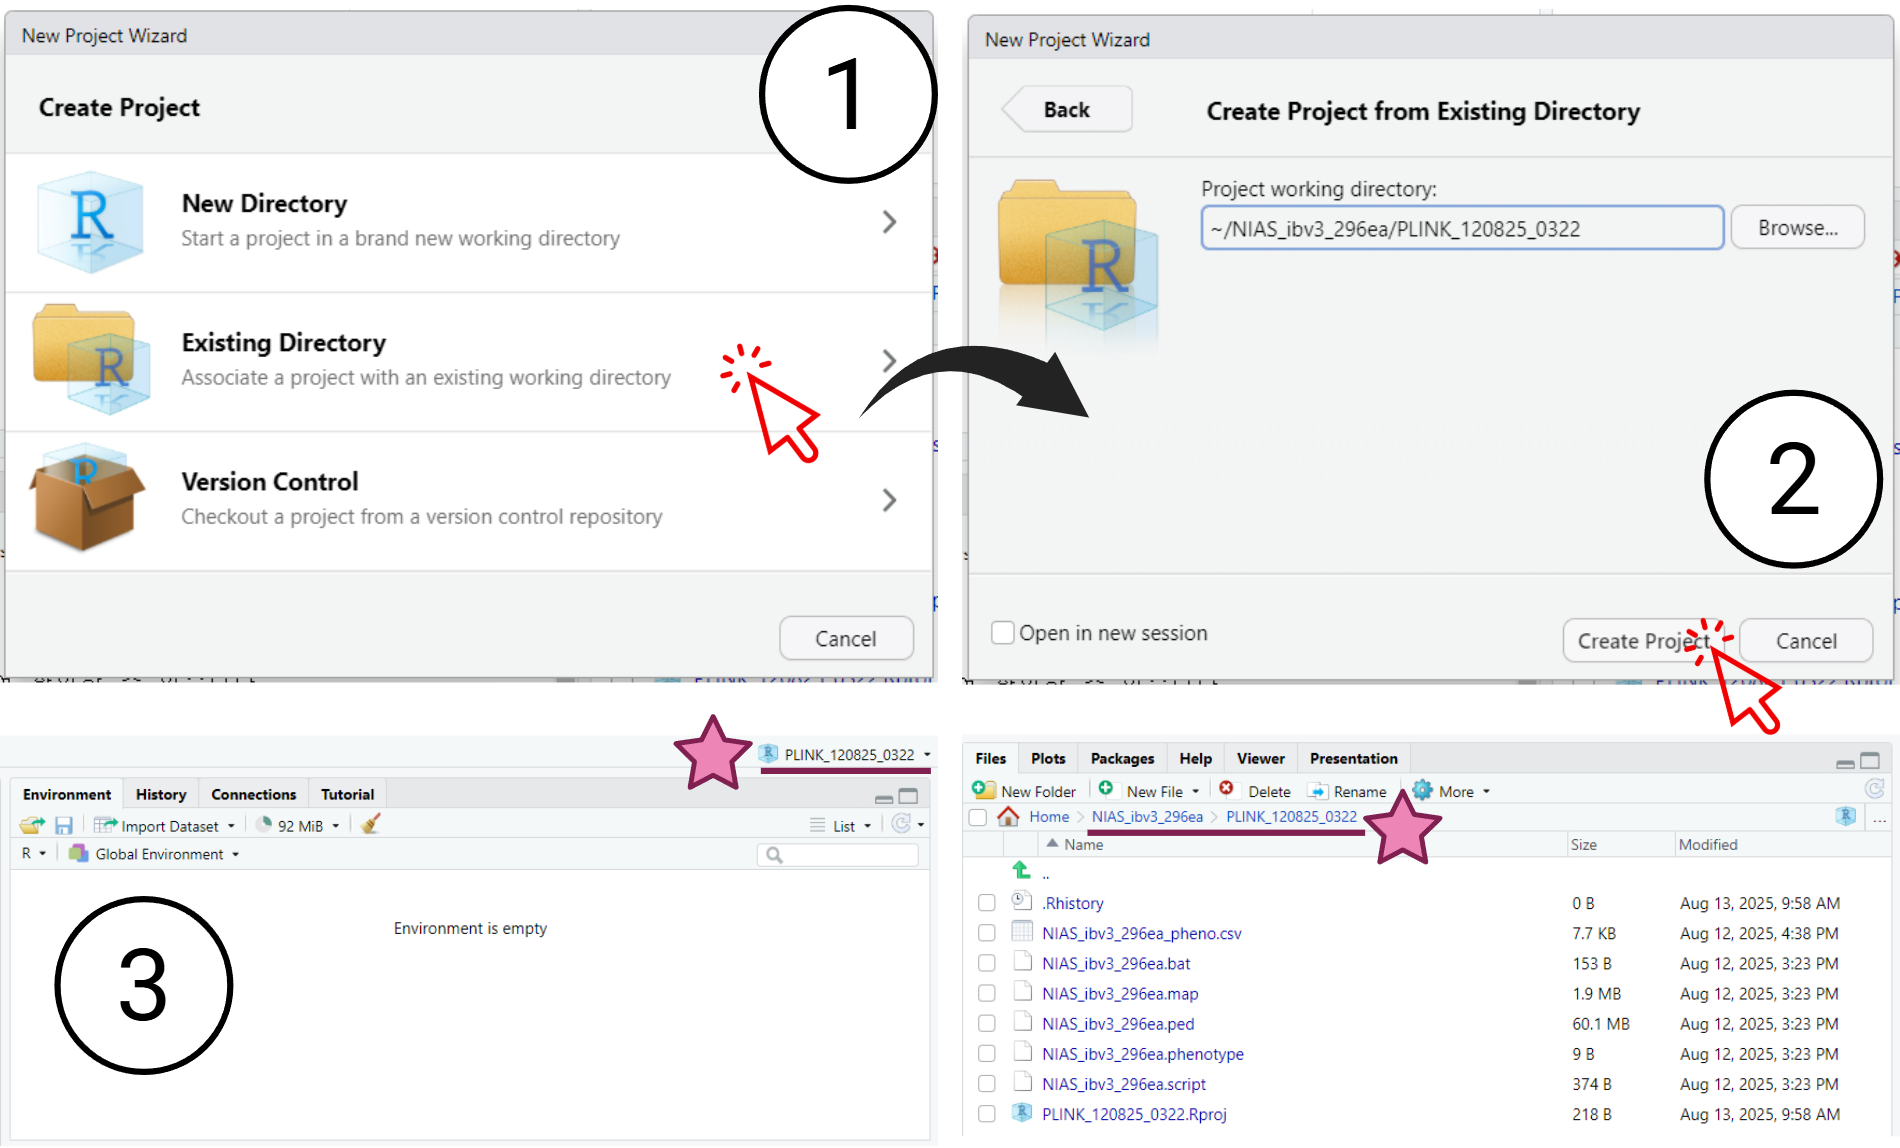 New Project Wizard
1
Create Project
New Directory
Start a project in a brand new working directory
Existing Directory
Associate a project with an existing working directory
Version Control
Checkout a project from a version control repository
Cancel
New Project Wizard
Back
Create Project from Existing Directory
Project working directory:
~/NIAS_ibv3_296ea/PLINK_120825_0322
Browse...
2
Open in new session
Create Project
Cancel
PLINK_120825_0322
Environment History Connections Tutorial
Import Dataset 92 MiB List
R Global Environment
Environment is empty
3
Files Plots Packages Help Viewer Presentation
New Folder New File Delete Rename More
Home > NIAS_ibv3_296ea > PLINK_120825_0322 ...
Name Size Modified
..
.Rhistory 0 B Aug 13, 2025, 9:58 AM
NIAS_ibv3_296ea_pheno.csv 7.7 KB Aug 12, 2025, 4:38 PM
NIAS_ibv3_296ea.bat 153 B Aug 12, 2025, 3:23 PM
NIAS_ibv3_296ea.map 1.9 MB Aug 12, 2025, 3:23 PM
NIAS_ibv3_296ea.ped 60.1 MB Aug 12, 2025, 3:23 PM
NIAS_ibv3_296ea.phenotype 9 B Aug 12, 2025, 3:23 PM
NIAS_ibv3_296ea.script 374 B Aug 12, 2025, 3:23 PM
PLINK_120825_0322.Rproj 218 B Aug 13, 2025, 9:58 AM